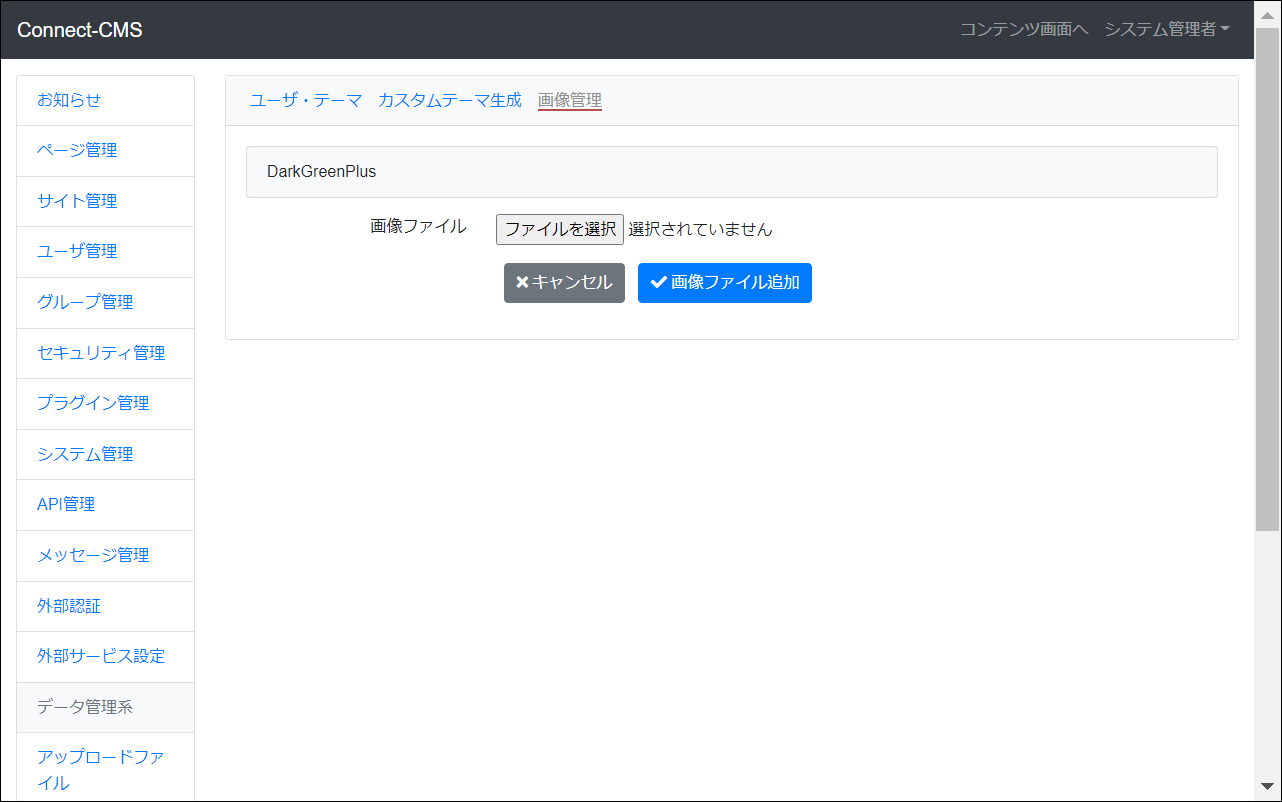 Connect-CMS
コンテンツ画面へ システム管理者
お知らせ
ページ管理
サイト管理
ユーザ管理
グループ管理
セキュリティ管理
プラグイン管理
システム管理
API管理
メッセージ管理
外部認証
外部サービス設定
データ管理系
アップロードファ
イル
ユーザ・テーマ カスタムテーマ生成 画像管理
DarkGreenPlus
画像ファイル ファイルを選択 選択されていません
キャンセル 画像ファイル追加